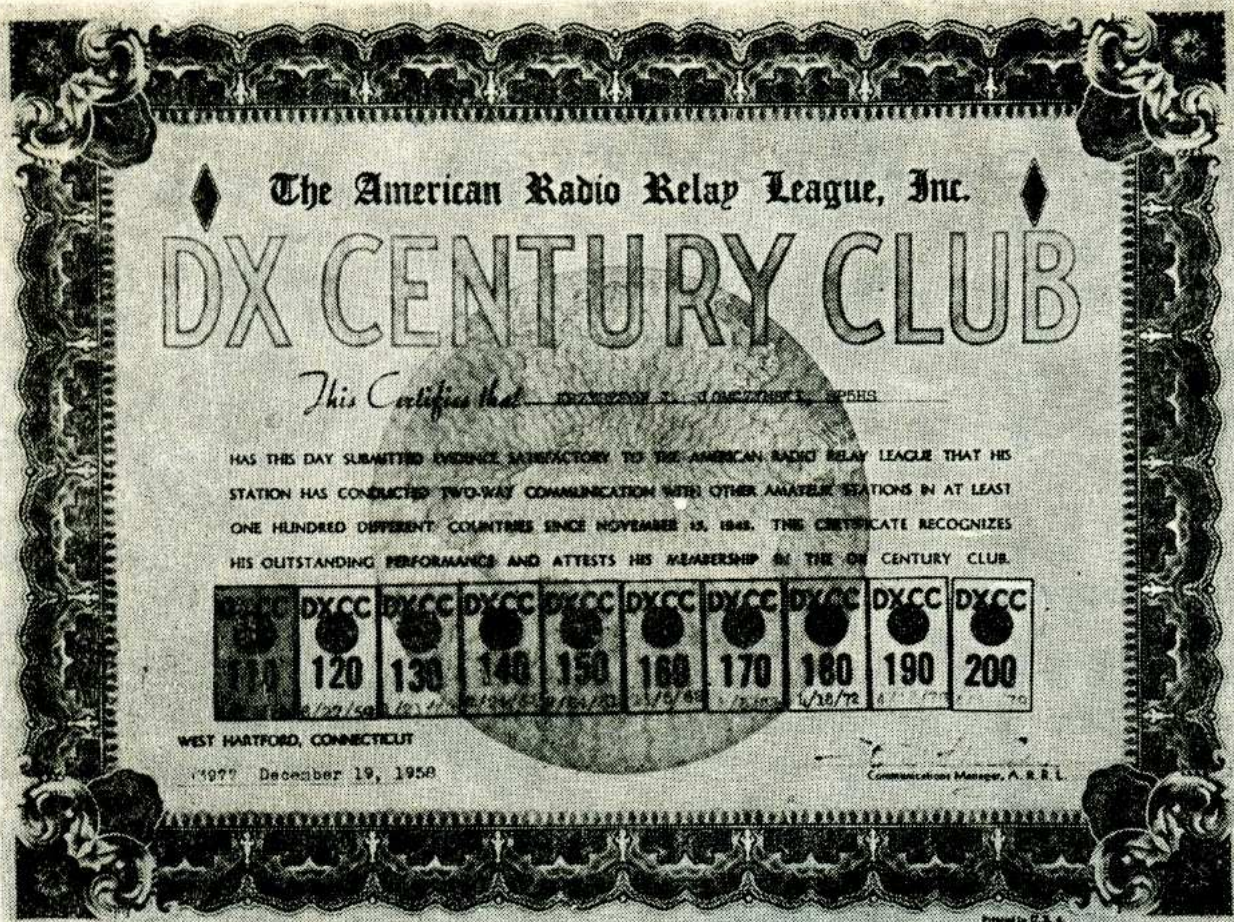 The American Radio Relay League, Inc.
DX CENTURY CLUB
This Certifies that SP5HS
HAS THIS DAY SUBMITTED EVIDENCE SATISFACTORY TO THE AMERICAN RADIO RELAY LEAGUE THAT HIS
STATION HAS CONDUCTED TWO-WAY COMMUNICATION WITH OTHER AMATEUR STATIONS IN AT LEAST
ONE HUNDRED DIFFERENT COUNTRIES SINCE NOVEMBER 15, 1945. THIS CERTIFICATE RECOGNIZES
HIS OUTSTANDING PERFORMANCE AND ATTESTS HIS MEMBERSHIP IN THE DX CENTURY CLUB.
DXCC DXCC DXCC DXCC DXCC DXCC DXCC DXCC DXCC DXCC
110 120 130 140 150 160 170 180 190 200
4/18/72
WEST HARTFORD, CONNECTICUT
December 19, 1958
Communications Manager, A. R. R. L.